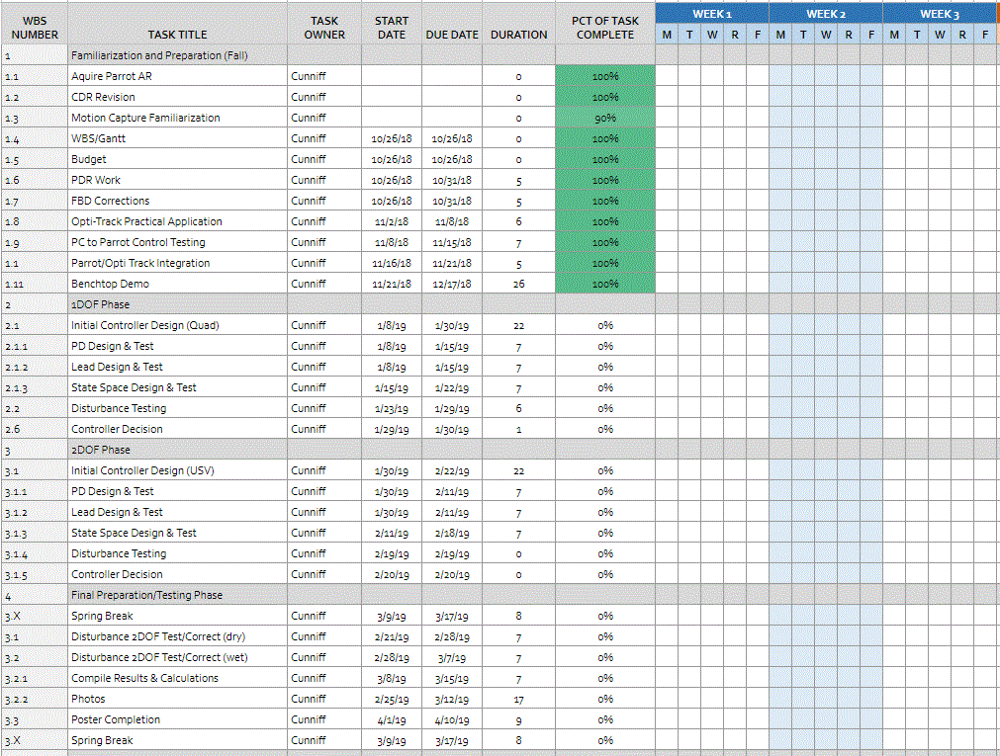 WEEK 1 WEEK 2 WEEK 3
WBS NUMBER TASK TITLE TASK OWNER START DATE DUE DATE DURATION PCT OF TASK COMPLETE M T W R F M T W R F M T W R F
1 Familiarization and Preparation (Fall)
1.1 Aquire Parrot AR Cunniff 0 100%
1.2 CDR Revision Cunniff 0 100%
1.3 Motion Capture Familiarization Cunniff 0 90%
1.4 WBS/Gantt Cunniff 10/26/18 10/26/18 0 100%
1.5 Budget Cunniff 10/26/18 10/26/18 0 100%
1.6 PDR Work Cunniff 10/26/18 10/31/18 5 100%
1.7 FBD Corrections Cunniff 10/26/18 10/31/18 5 100%
1.8 Opti-Track Practical Application Cunniff 11/2/18 11/8/18 6 100%
1.9 PC to Parrot Control Testing Cunniff 11/8/18 11/15/18 7 100%
1.1 Parrot/Opti Track Integration Cunniff 11/16/18 11/21/18 5 100%
1.11 Benchtop Demo Cunniff 11/21/18 12/17/18 26 100%
2 1DOF Phase
2.1 Initial Controller Design (Quad) Cunniff 1/8/19 1/30/19 22 0%
2.1.1 PD Design & Test Cunniff 1/8/19 1/15/19 7 0%
2.1.2 Lead Design & Test Cunniff 1/8/19 1/15/19 7 0%
2.1.3 State Space Design & Test Cunniff 1/15/19 1/22/19 7 0%
2.2 Disturbance Testing Cunniff 1/23/19 1/29/19 6 0%
2.6 Controller Decision Cunniff 1/29/19 1/30/19 1 0%
3 2DOF Phase
3.1 Initial Controller Design (USV) Cunniff 1/30/19 2/22/19 22 0%
3.1.1 PD Design & Test Cunniff 1/30/19 2/11/19 7 0%
3.1.2 Lead Design & Test Cunniff 1/30/19 2/11/19 7 0%
3.1.3 State Space Design & Test Cunniff 2/11/19 2/18/19 7 0%
3.1.4 Disturbance Testing Cunniff 2/19/19 2/19/19 0 0%
3.1.5 Controller Decision Cunniff 2/20/19 2/20/19 0 0%
4 Final Preparation/Testing Phase
3.X Spring Break Cunniff 3/9/19 3/17/19 8 0%
3.1 Disturbance 2DOF Test/Correct (dry) Cunniff 2/21/19 2/28/19 7 0%
3.2 Disturbance 2DOF Test/Correct (wet) Cunniff 2/28/19 3/7/19 7 0%
3.2.1 Compile Results & Calculations Cunniff 3/8/19 3/15/19 7 0%
3.2.2 Photos Cunniff 2/25/19 3/12/19 17 0%
3.3 Poster Completion Cunniff 4/1/19 4/10/19 9 0%
3.X Spring Break Cunniff 3/9/19 3/17/19 8 0%